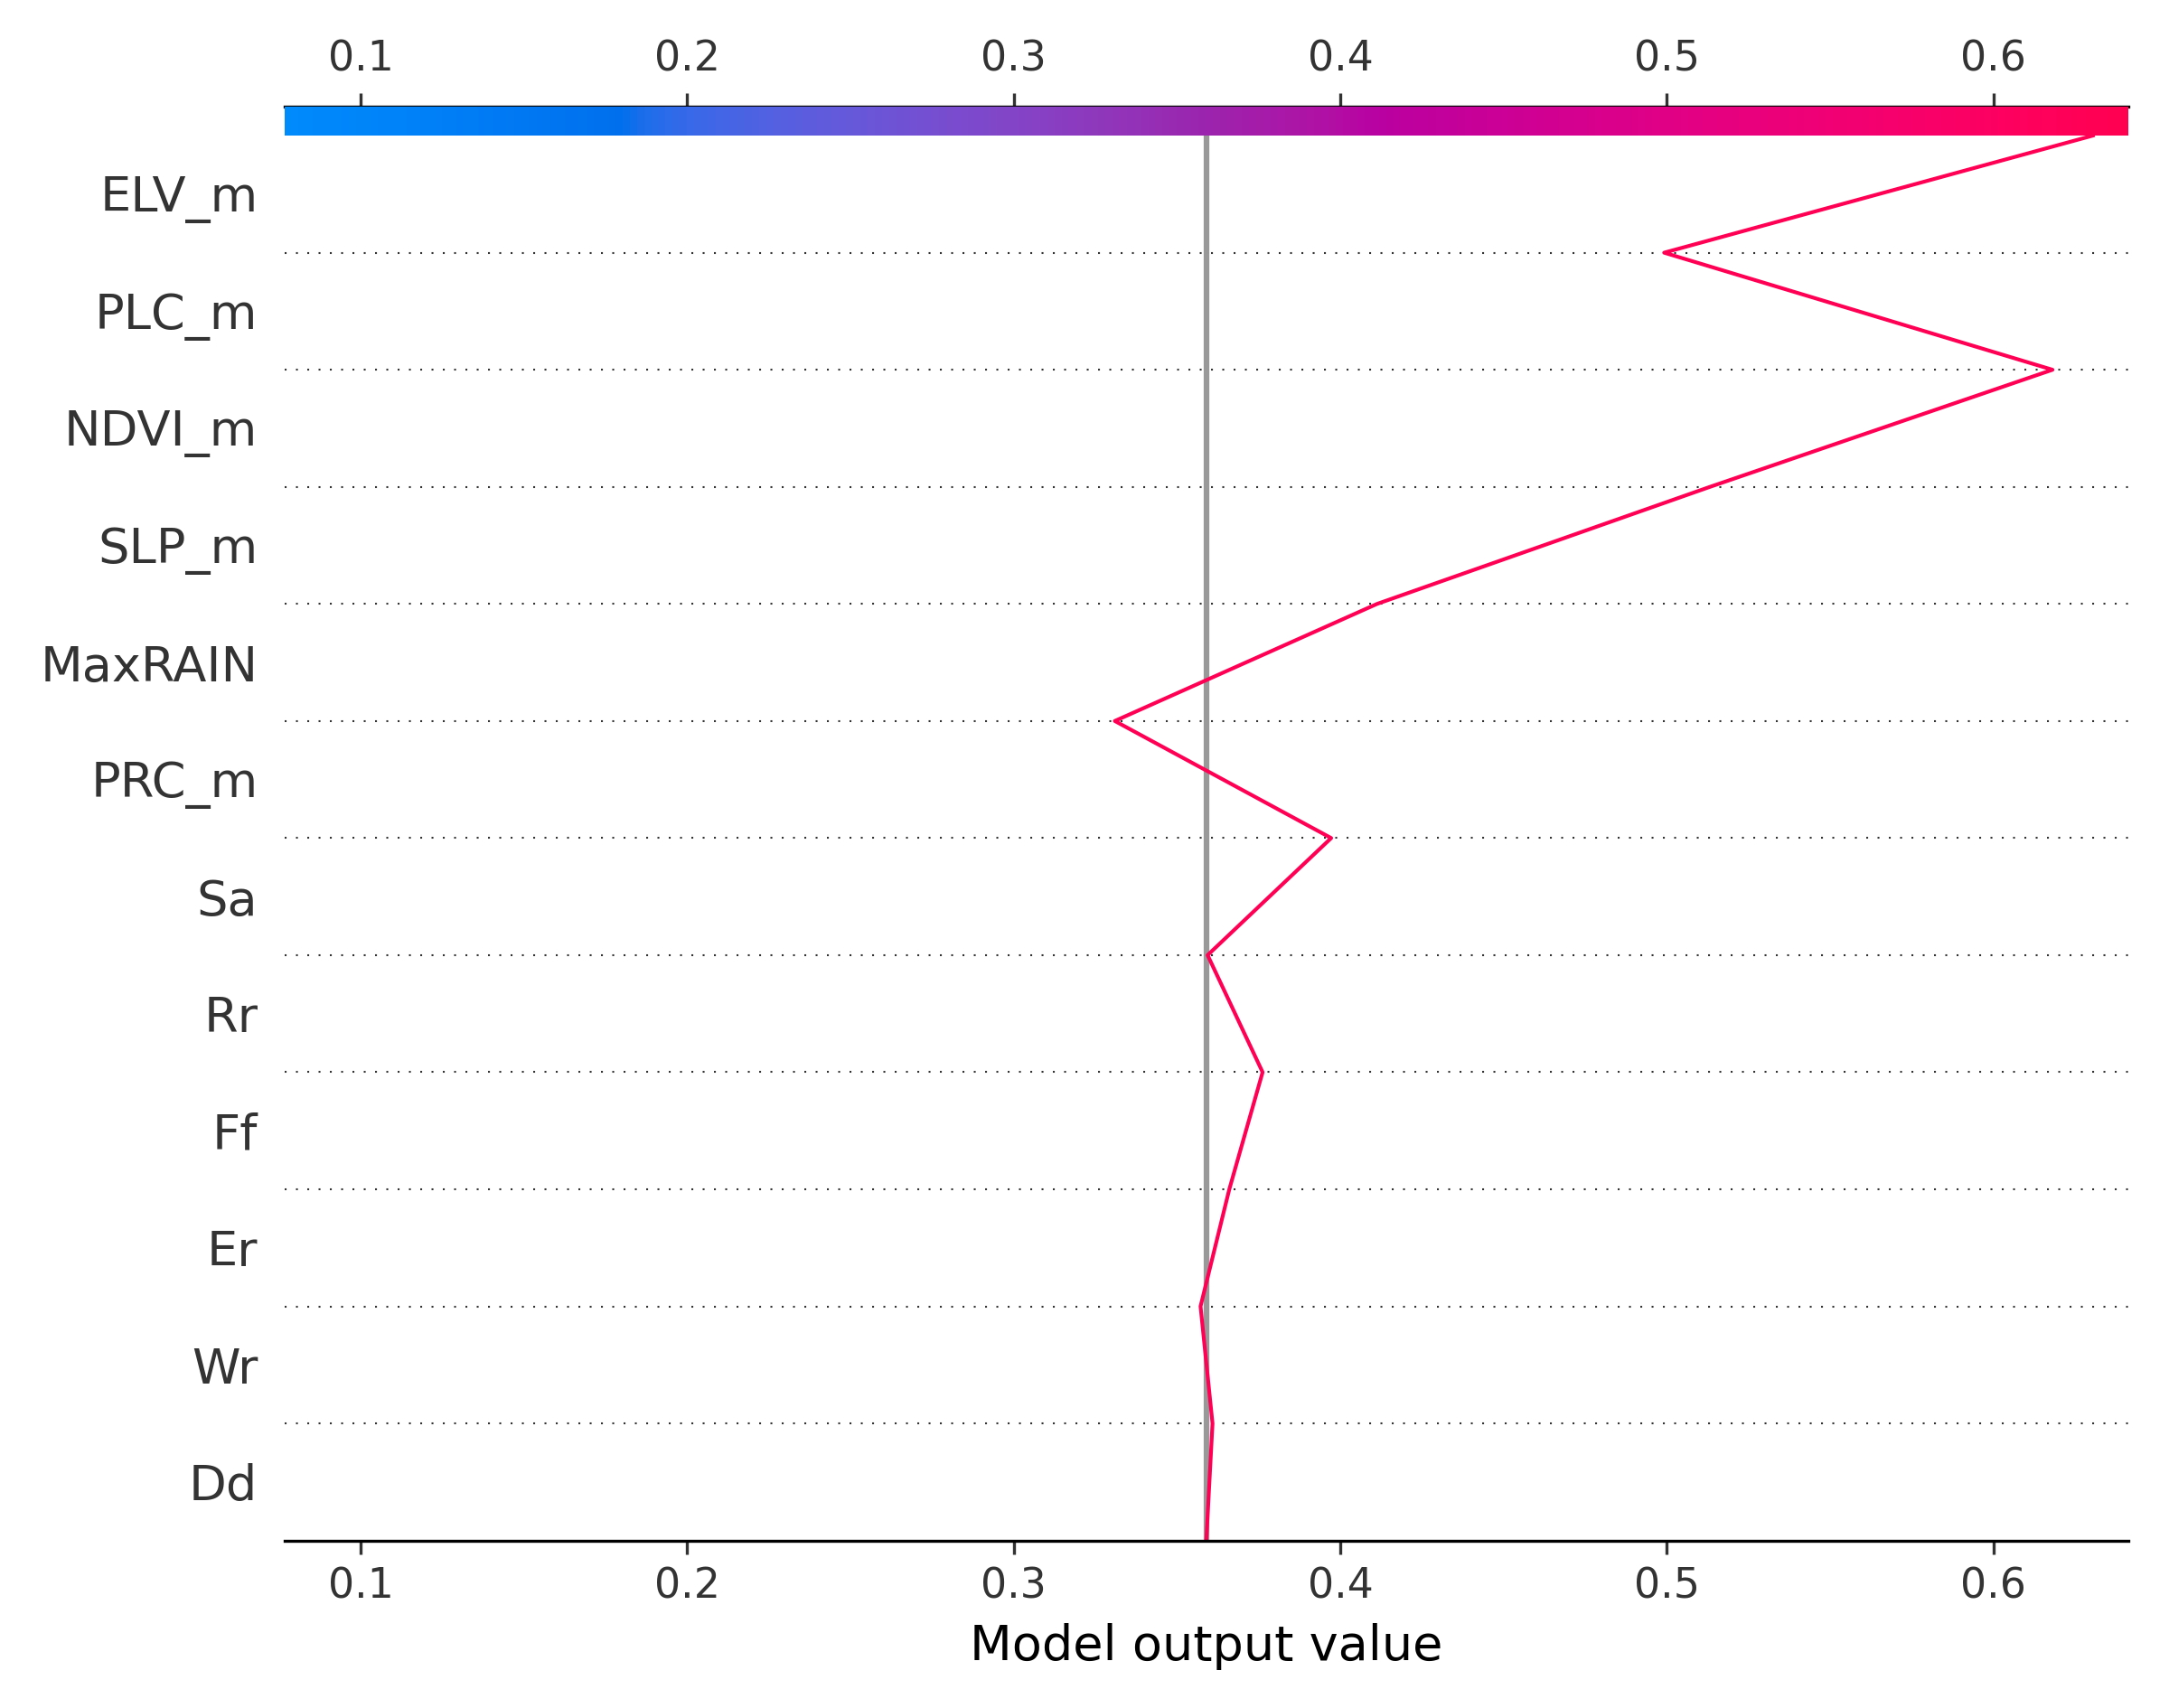 0.1 0.2 0.3 0.4 0.5 0.6
ELV_m
PLC_m
NDVI_m
SLP_m
MaxRAIN
PRC_m
Sa
Rr
Ff
Er
Wr
Dd
0.1 0.2 0.3 0.4 0.5 0.6
Model output value